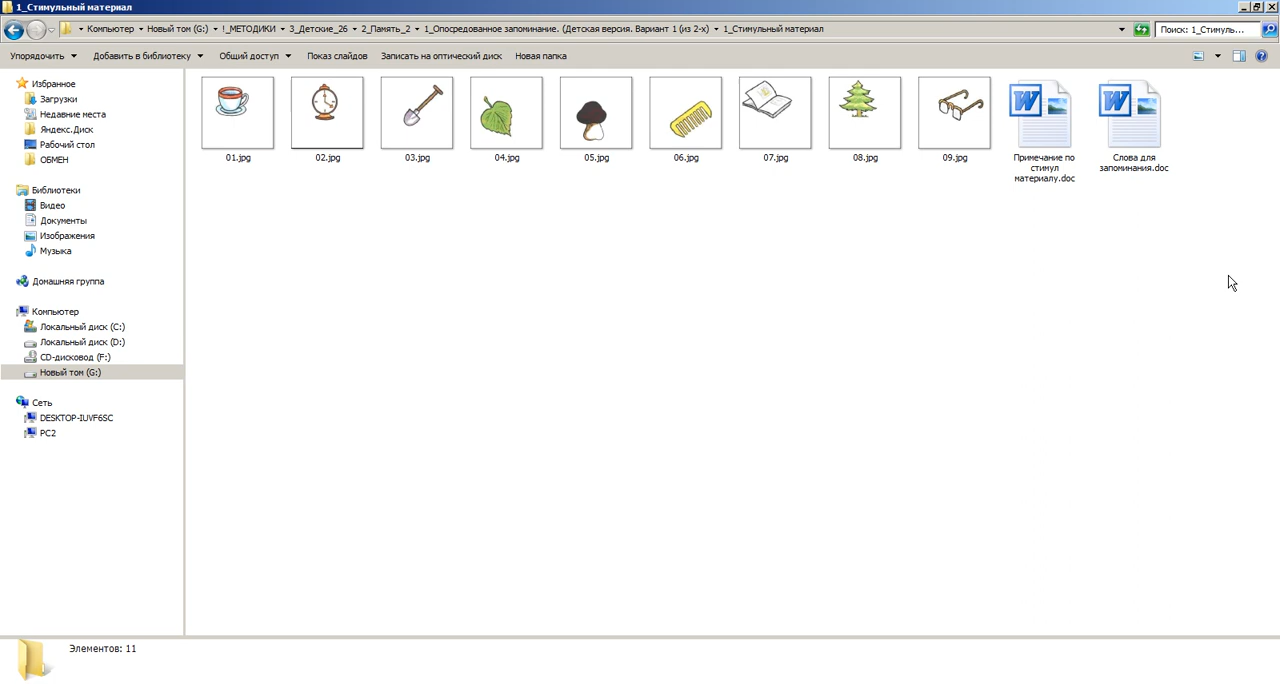 1_Стимульный материал
Компьютер Новый том (G:) !_МЕТОДИКИ 3_Детские_26 2_Память_2 1_Опосредованное запоминание. (Детская версия. Вариант 1 (из 2-х) 1_Стимульный материал
Поиск: 1_Стимуль...
Упорядочить Добавить в библиотеку Общий доступ Показ слайдов Записать на оптический диск Новая папка
Избранное
Загрузки
Недавние места
Яндекс.Диск
Рабочий стол
ОБМЕН
Библиотеки
Видео
Документы
Изображения
Музыка
Домашняя группа
Компьютер
Локальный диск (C:)
Локальный диск (D:)
CD-дисковод (F:)
Новый том (G:)
Сеть
DESKTOP-IUVF6SC
PC2
01.jpg 02.jpg 03.jpg 04.jpg 05.jpg 06.jpg 07.jpg 08.jpg 09.jpg
Примечание по
стимул
материалу.doc
Слова для
запоминания.doc
Элементов: 11